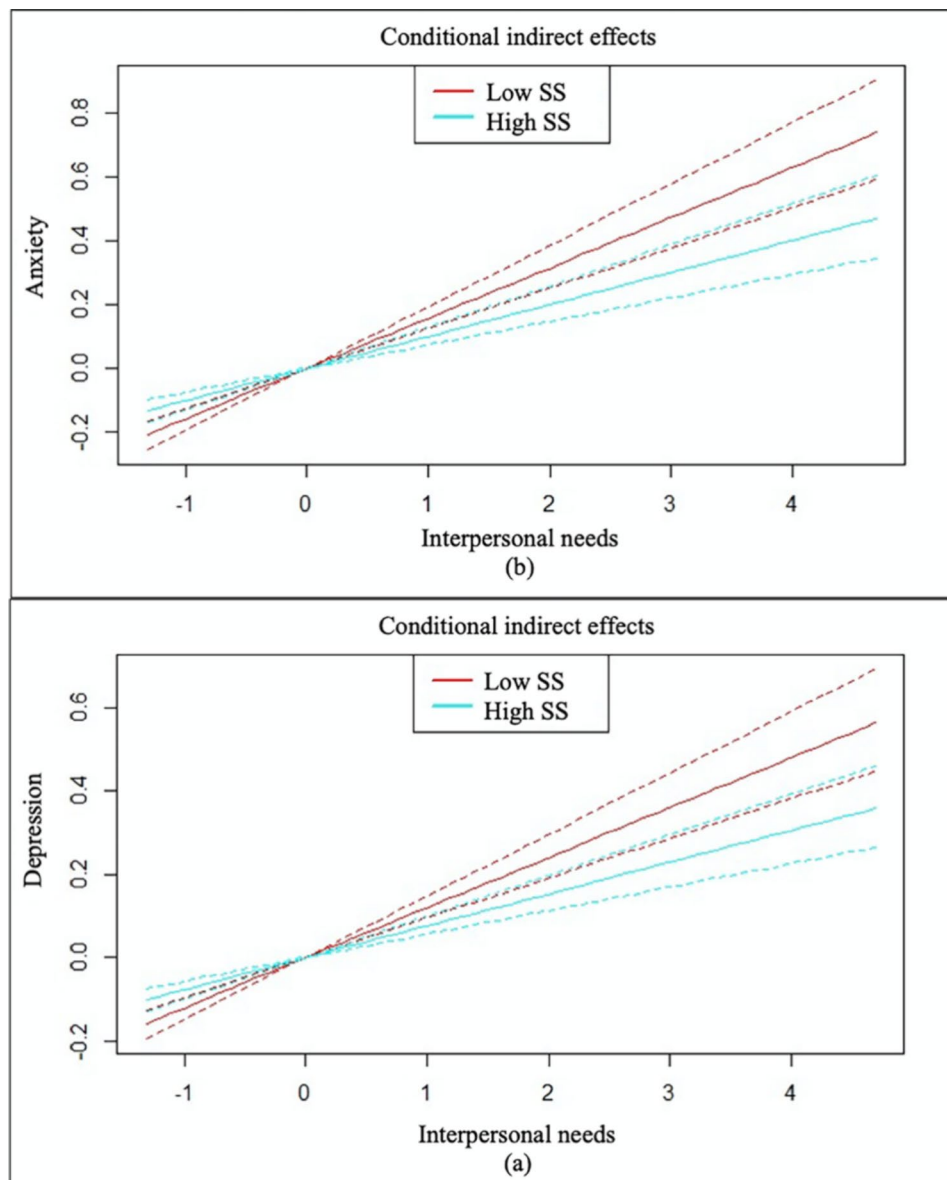 Conditional indirect effects
Low SS
High SS
Anxiety
0.8
0.6
0.4
0.2
0.0
-0.2
-1 0 1 2 3 4
Interpersonal needs
(b)
Conditional indirect effects
Low SS
High SS
Depression
0.6
0.4
0.2
0.0
-0.2
-1 0 1 2 3 4
Interpersonal needs
(a)